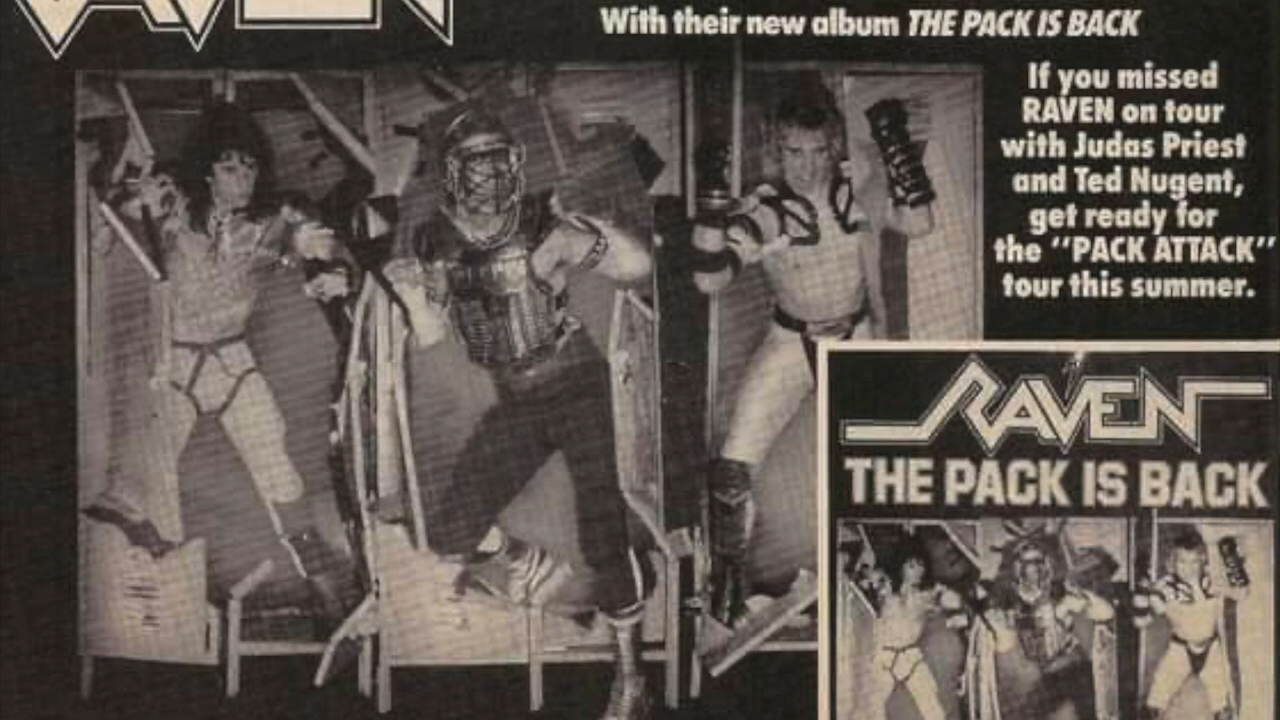 RAVEN
With their new album THE PACK IS BACK
If you missed
RAVEN on tour
with Judas Priest
and Ted Nugent,
get ready for
the "PACK ATTACK"
tour this summer.
RAVEN
THE PACK IS BACK